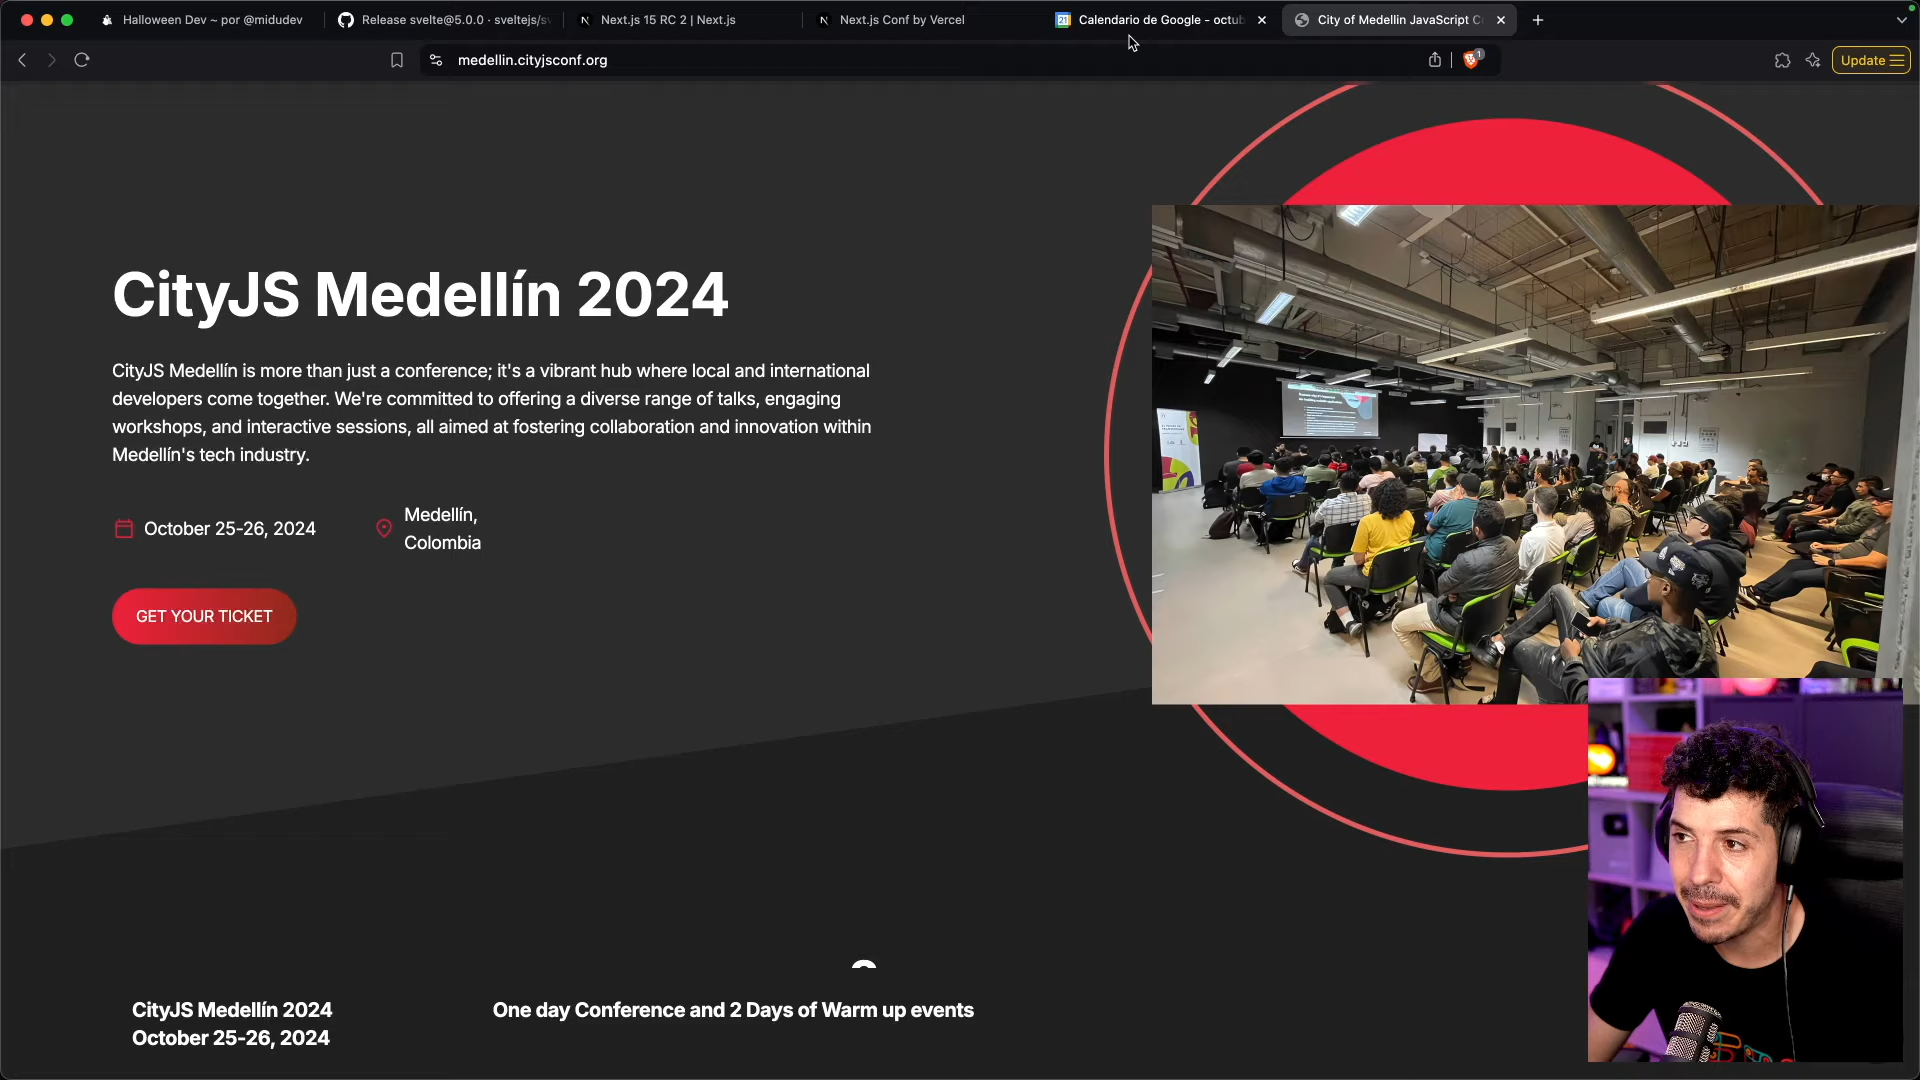 Halloween Dev ~ por @midudev
Release svelte@5.0.0 · sveltejs/sv
Next.js 15 RC 2 | Next.js
Next.js Conf by Vercel
Calendario de Google - octub
City of Medellin JavaScript C
medellin.cityjsconf.org
1
Update
CityJS Medellín 2024
CityJS Medellín is more than just a conference; it's a vibrant hub where local and international
developers come together. We're committed to offering a diverse range of talks, engaging
workshops, and interactive sessions, all aimed at fostering collaboration and innovation within
Medellín's tech industry.
October 25-26, 2024
Medellín,
Colombia
GET YOUR TICKET
CityJS Medellín 2024
October 25-26, 2024
One day Conference and 2 Days of Warm up events